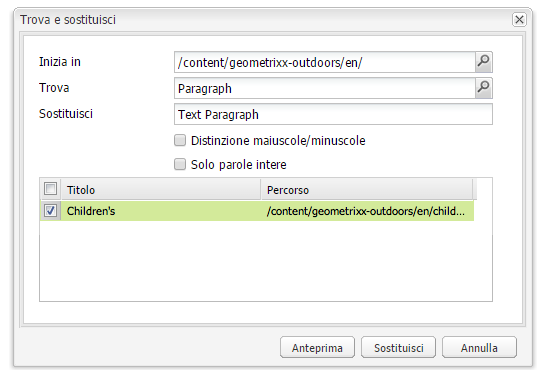 Trova e sostituisci
Inizia in /content/geometrixx-outdoors/en/
Trova Paragraph
Sostituisci Text Paragraph
Distinzione maiuscole/minuscole
Solo parole intere
Titolo Percorso
Children's /content/geometrixx-outdoors/en/child...
Anteprima Sostituisci Annulla